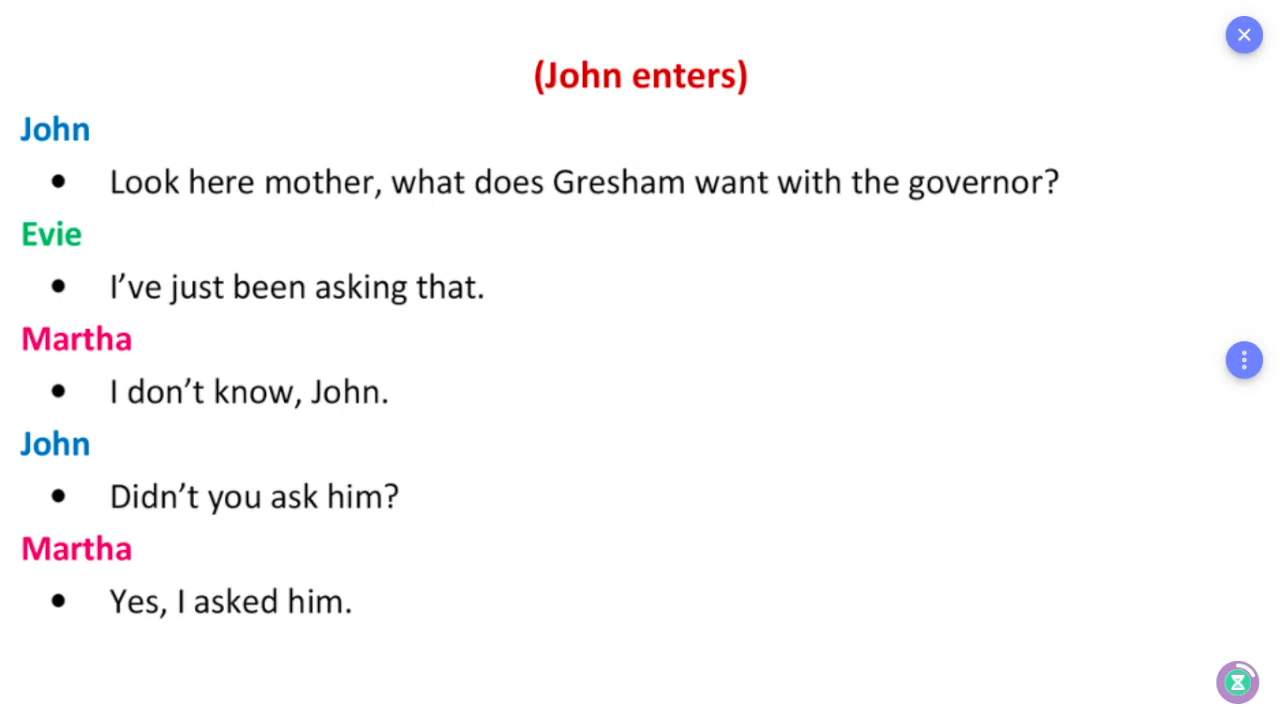 (John enters)
John
• Look here mother, what does Gresham want with the governor?
Evie
• I’ve just been asking that.
Martha
• I don’t know, John.
John
• Didn’t you ask him?
Martha
• Yes, I asked him.